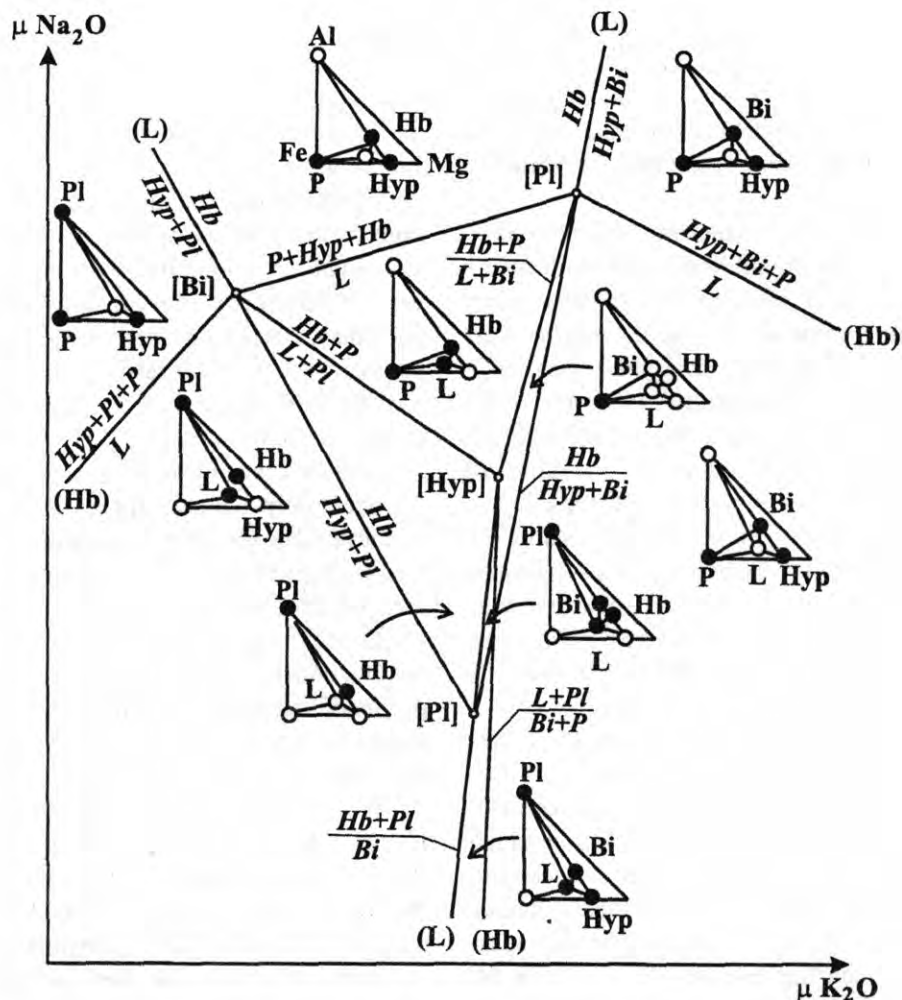 μ Na₂O
(L)
Al
Hb
Fe
P
Hyp
Mg
Hb
Hyp+Bi
Bi
P
Hyp
(L)
Hb
Hyp+Pl
[Pl]
Pl
P
Hyp
[Bi]
P+Hyp+Hb
L
Hb+P
L+Bi
Hyp+Bi+P
L
(Hb)
Hb
P
L
Hb+P
L+Pl
Bi
Hb
P
L
Hyp+Pl+P
L
(Hb)
Pl
Hb
L
Hyp
Hb
Hyp+Pl
[Hyp]
Hb
Hyp+Bi
Bi
P
L
Hyp
Pl
Bi
Hb
L
Pl
L
Hb
[Pl]
L+Pl
Bi+P
Hb+Pl
Bi
Pl
L
Bi
Hyp
(L)
(Hb)
μ K₂O